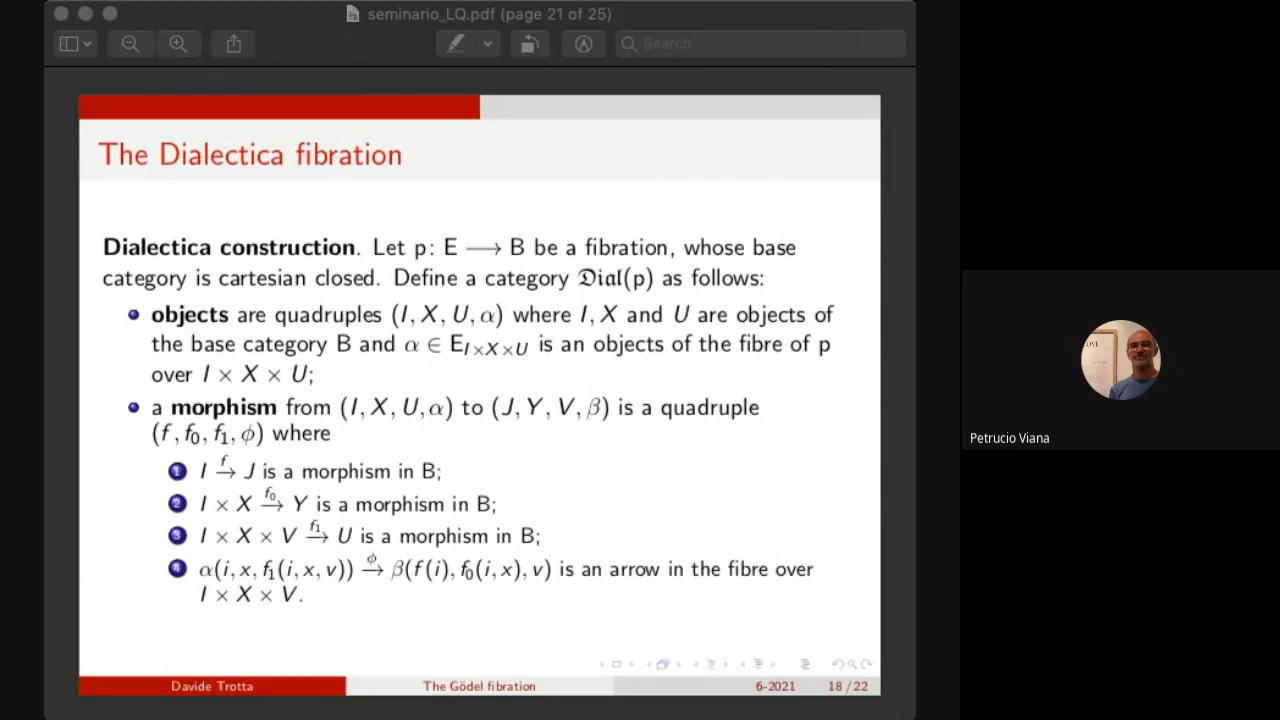 seminario_LQ.pdf (page 21 of 25)
Search
The Dialectica fibration
Dialectica construction. Let p: E ⟶ B be a fibration, whose base
category is cartesian closed. Define a category 𝔇ial(p) as follows:
objects are quadruples (I, X, U, α) where I, X and U are objects of
the base category B and α ∈ E_{I×X×U} is an objects of the fibre of p
over I × X × U;
a morphism from (I, X, U, α) to (J, Y, V, β) is a quadruple
(f, f₀, f₁, ϕ) where
1 I →^f J is a morphism in B;
2 I × X →^{f₀} Y is a morphism in B;
3 I × X × V →^{f₁} U is a morphism in B;
4 α(i, x, f₁(i, x, v)) →^ϕ β(f(i), f₀(i, x), v) is an arrow in the fibre over
I × X × V.
Davide Trotta The Gödel fibration 6-2021 18 / 22
Petrucio Viana